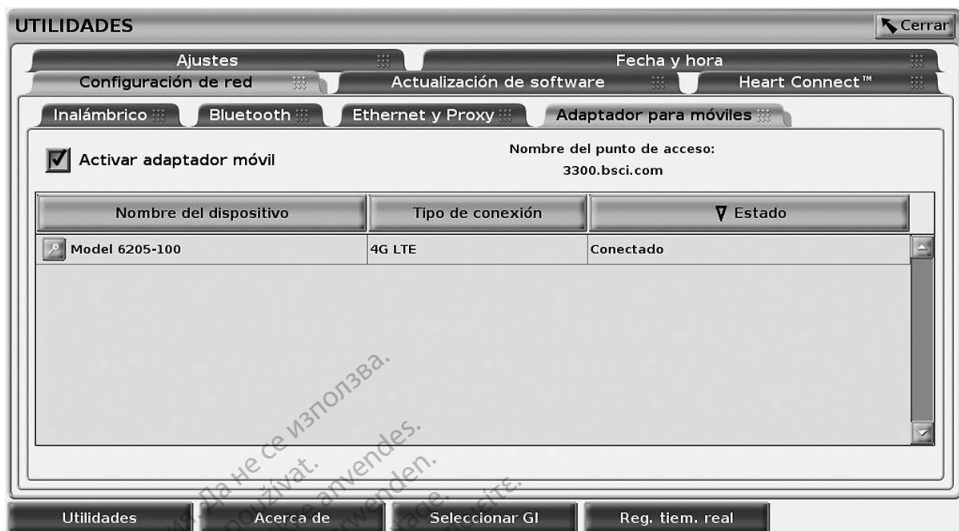 UTILIDADES
Cerrar
Ajustes
Fecha y hora
Configuración de red
Actualización de software
Heart Connect™
Inalámbrico
Bluetooth
Ethernet y Proxy
Adaptador para móviles
Activar adaptador móvil
Nombre del punto de acceso:
3300.bsci.com
Nombre del dispositivo
Tipo de conexión
Estado
Model 6205-100
4G LTE
Conectado
Да не се използва.
Utilidades
Acerca de
Seleccionar GI
Reg. tiem. real